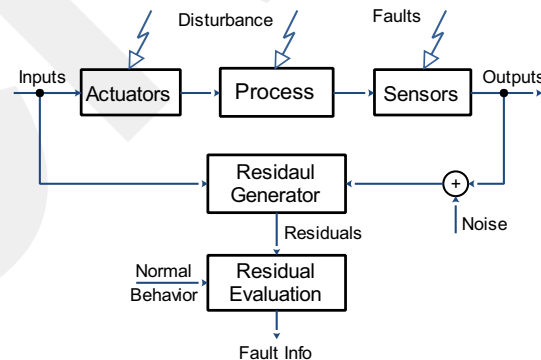 Disturbance
Faults
Inputs
Outputs
Actuators
Process
Sensors
Residaul
Generator
+
Noise
Residuals
Normal
Behavior
Residual
Evaluation
Fault Info